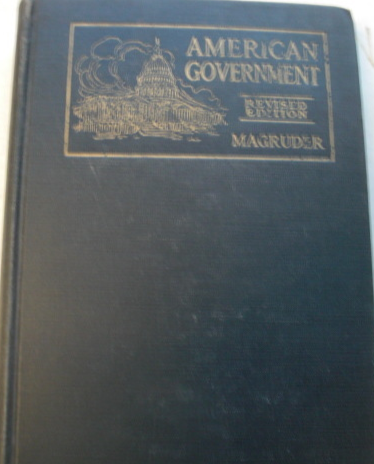 AMERICAN
GOVERNMENT
REVISED
EDITION
MAGRUDER